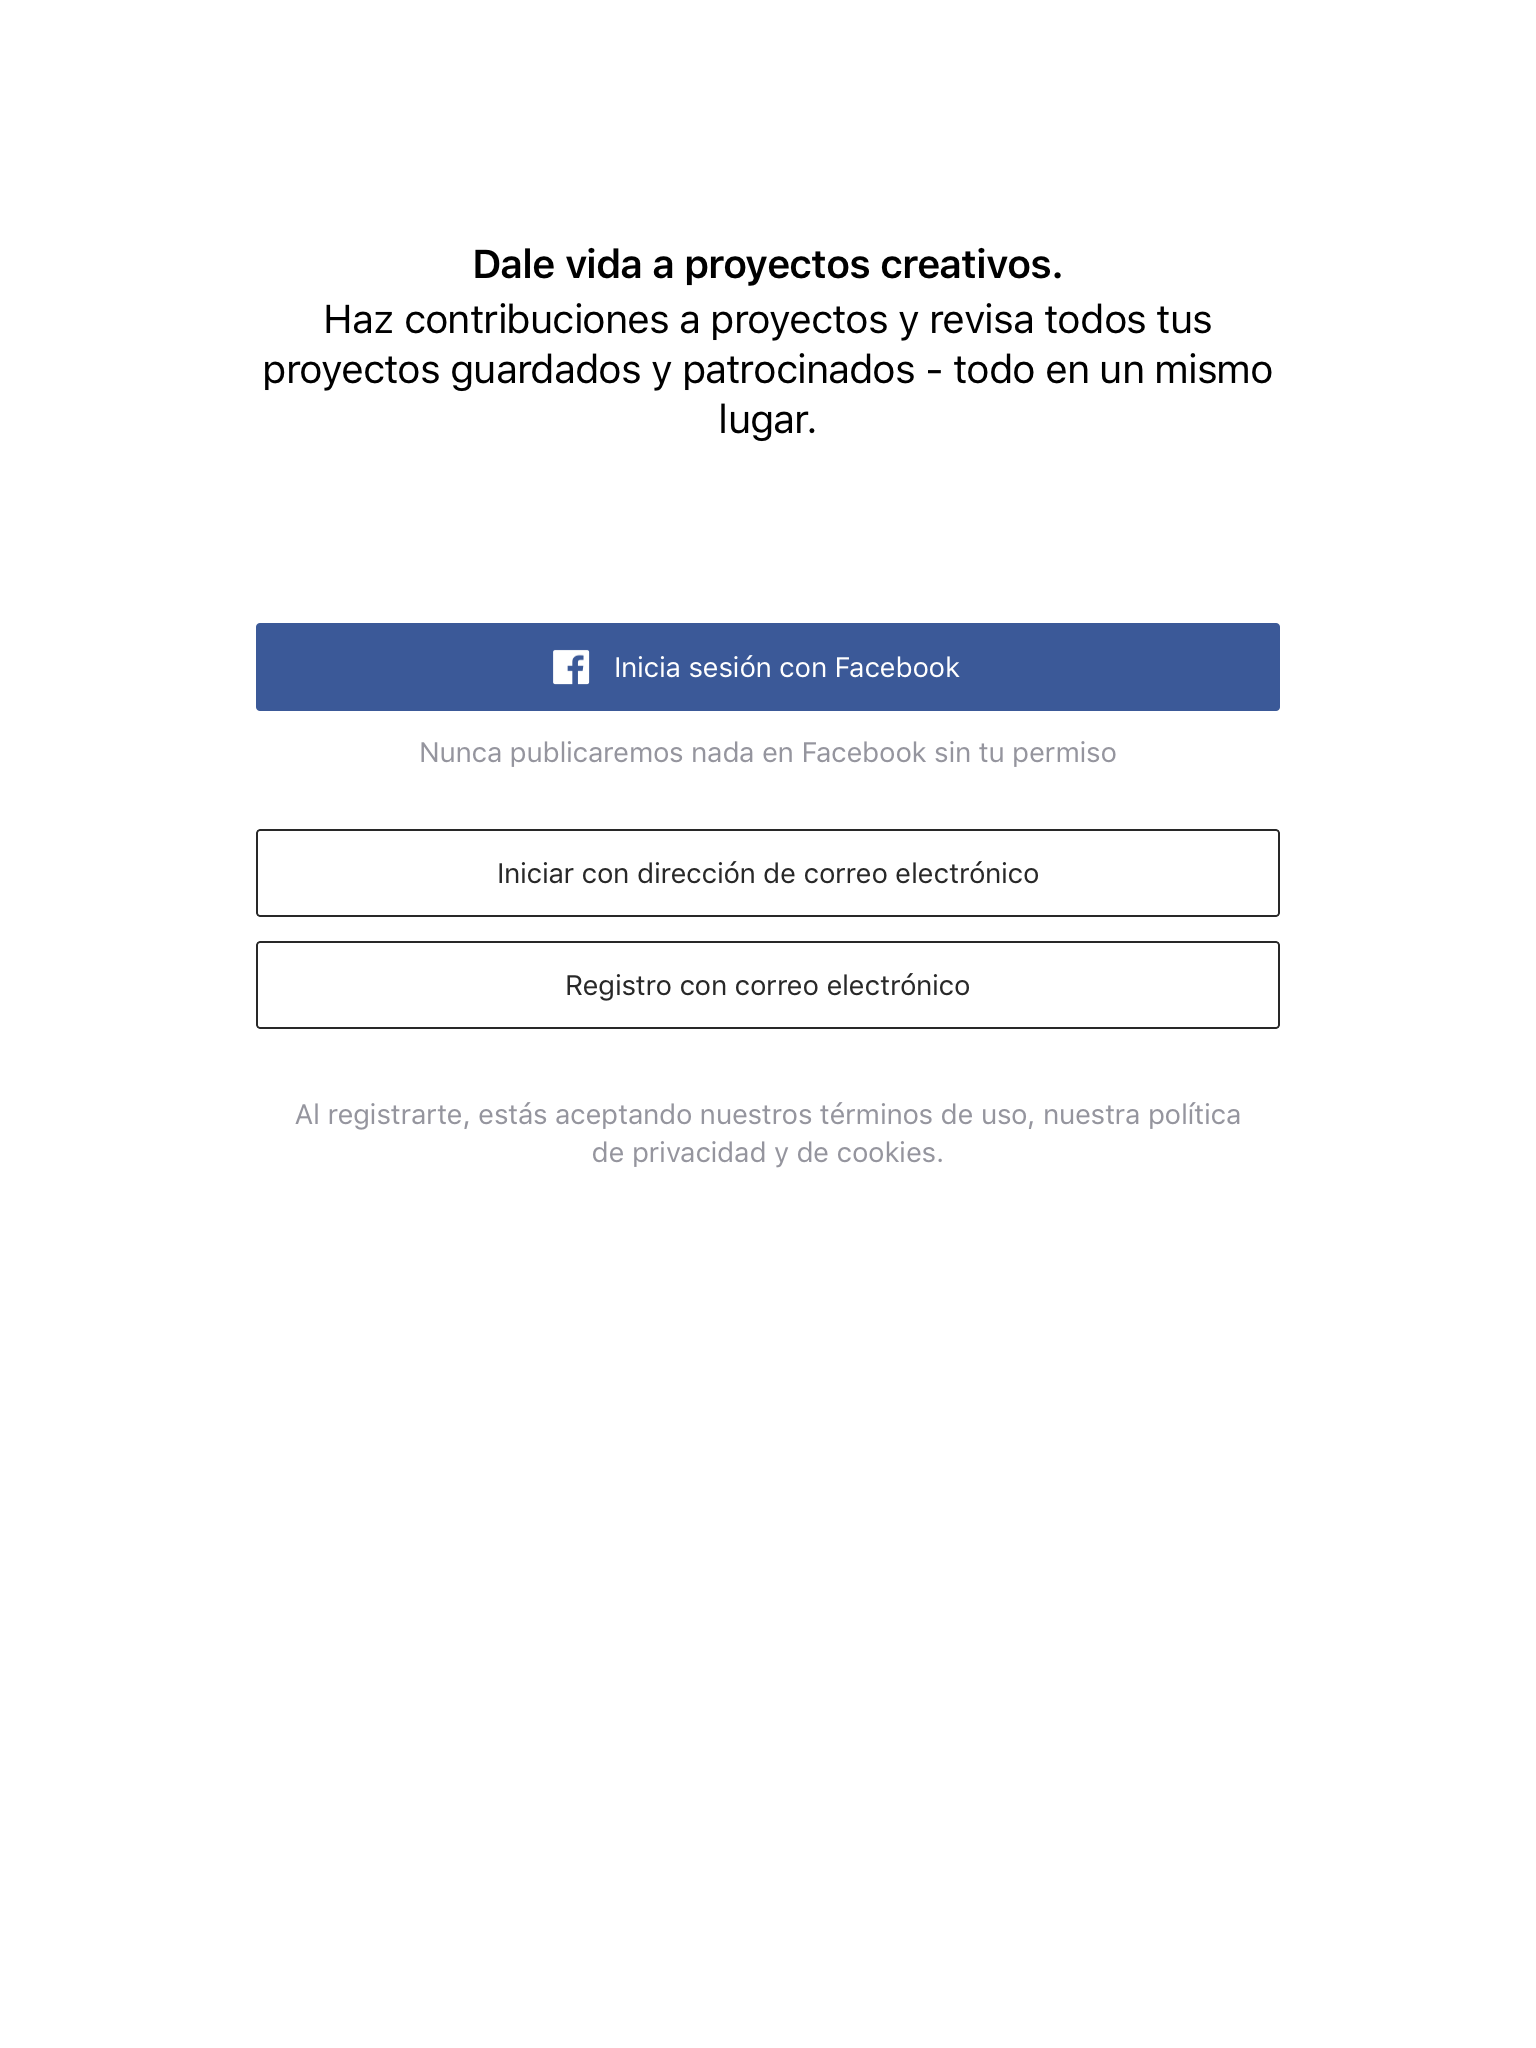 Dale vida a proyectos creativos.
Haz contribuciones a proyectos y revisa todos tus
proyectos guardados y patrocinados - todo en un mismo
lugar.
Inicia sesión con Facebook
Nunca publicaremos nada en Facebook sin tu permiso
Iniciar con dirección de correo electrónico
Registro con correo electrónico
Al registrarte, estás aceptando nuestros términos de uso, nuestra política
de privacidad y de cookies.